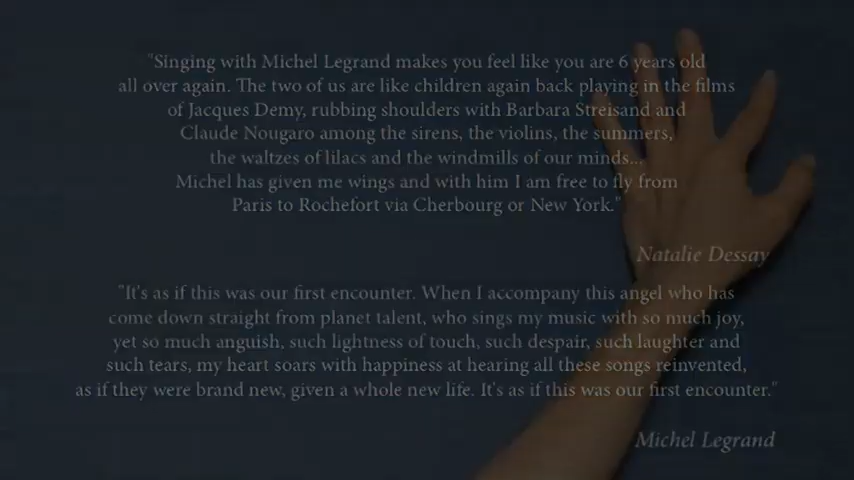 "Singing with Michel Legrand makes you feel like you are 6 years old
all over again. The two of us are like children again back playing in the films
of Jacques Demy, rubbing shoulders with Barbara Streisand and
Claude Nougaro among the sirens, the violins, the summers,
the waltzes of lilacs and the windmills of our minds...
Michel has given me wings and with him I am free to fly from
Paris to Rochefort via Cherbourg or New York."
Natalie Dessay
"It's as if this was our first encounter. When I accompany this angel who has
come down straight from planet talent, who sings my music with so much joy,
yet so much anguish, such lightness of touch, such despair, such laughter and
such tears, my heart soars with happiness at hearing all these songs reinvented,
as if they were brand new, given a whole new life. It's as if this was our first encounter."
Michel Legrand